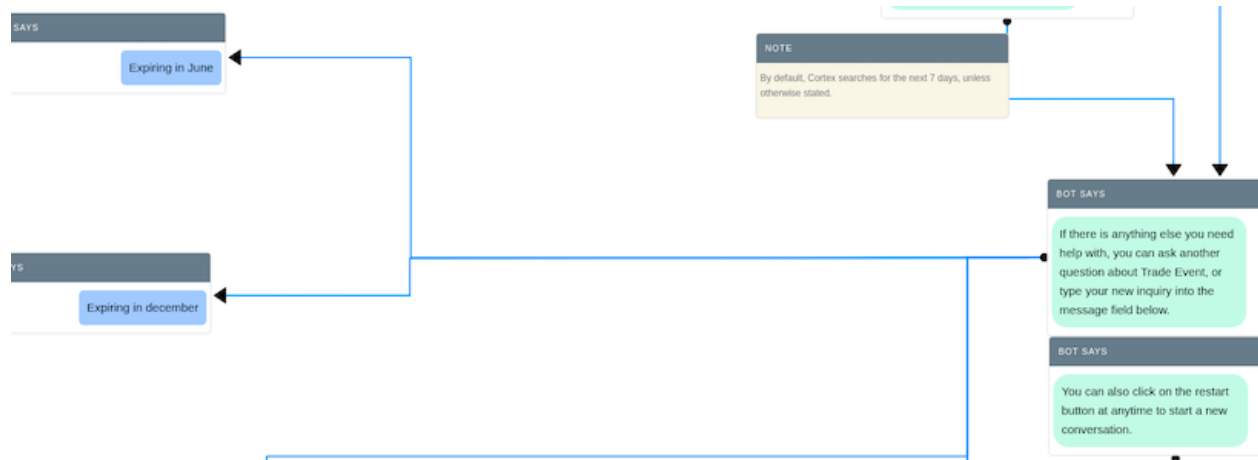 SAYS
Expiring in June
NOTE
By default, Cortex searches for the next 7 days, unless
otherwise stated.
BOT SAYS
If there is anything else you need
help with, you can ask another
question about Trade Event, or
type your new inquiry into the
message field below.
YS
Expiring in december
BOT SAYS
You can also click on the restart
button at anytime to start a new
conversation.